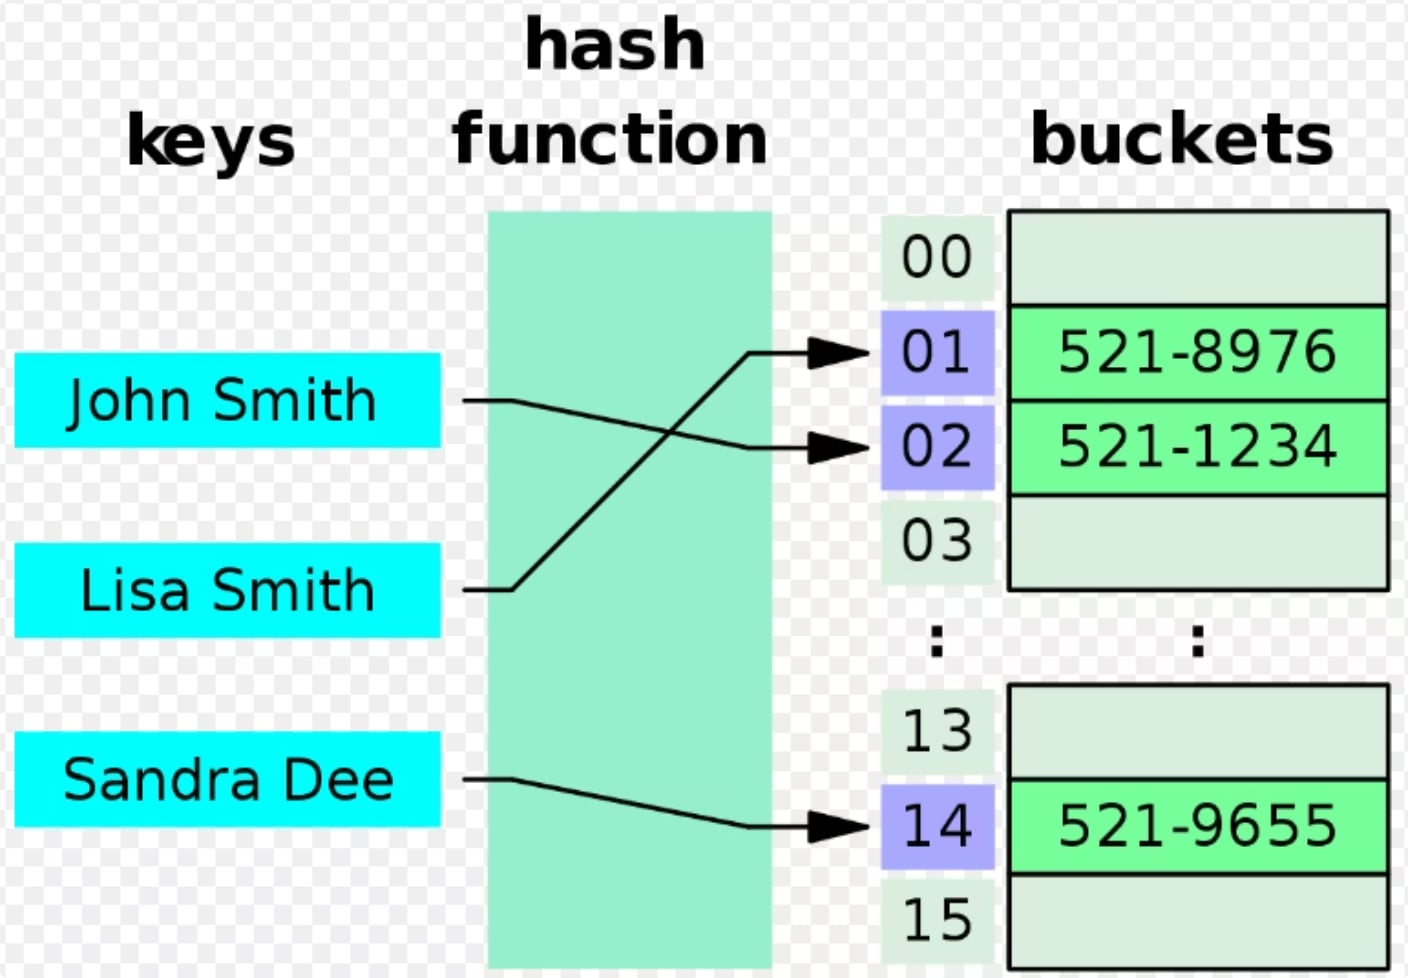 hash
keys function buckets
00
John Smith 01 521-8976
02 521-1234
Lisa Smith 03
: :
13
Sandra Dee 14 521-9655
15